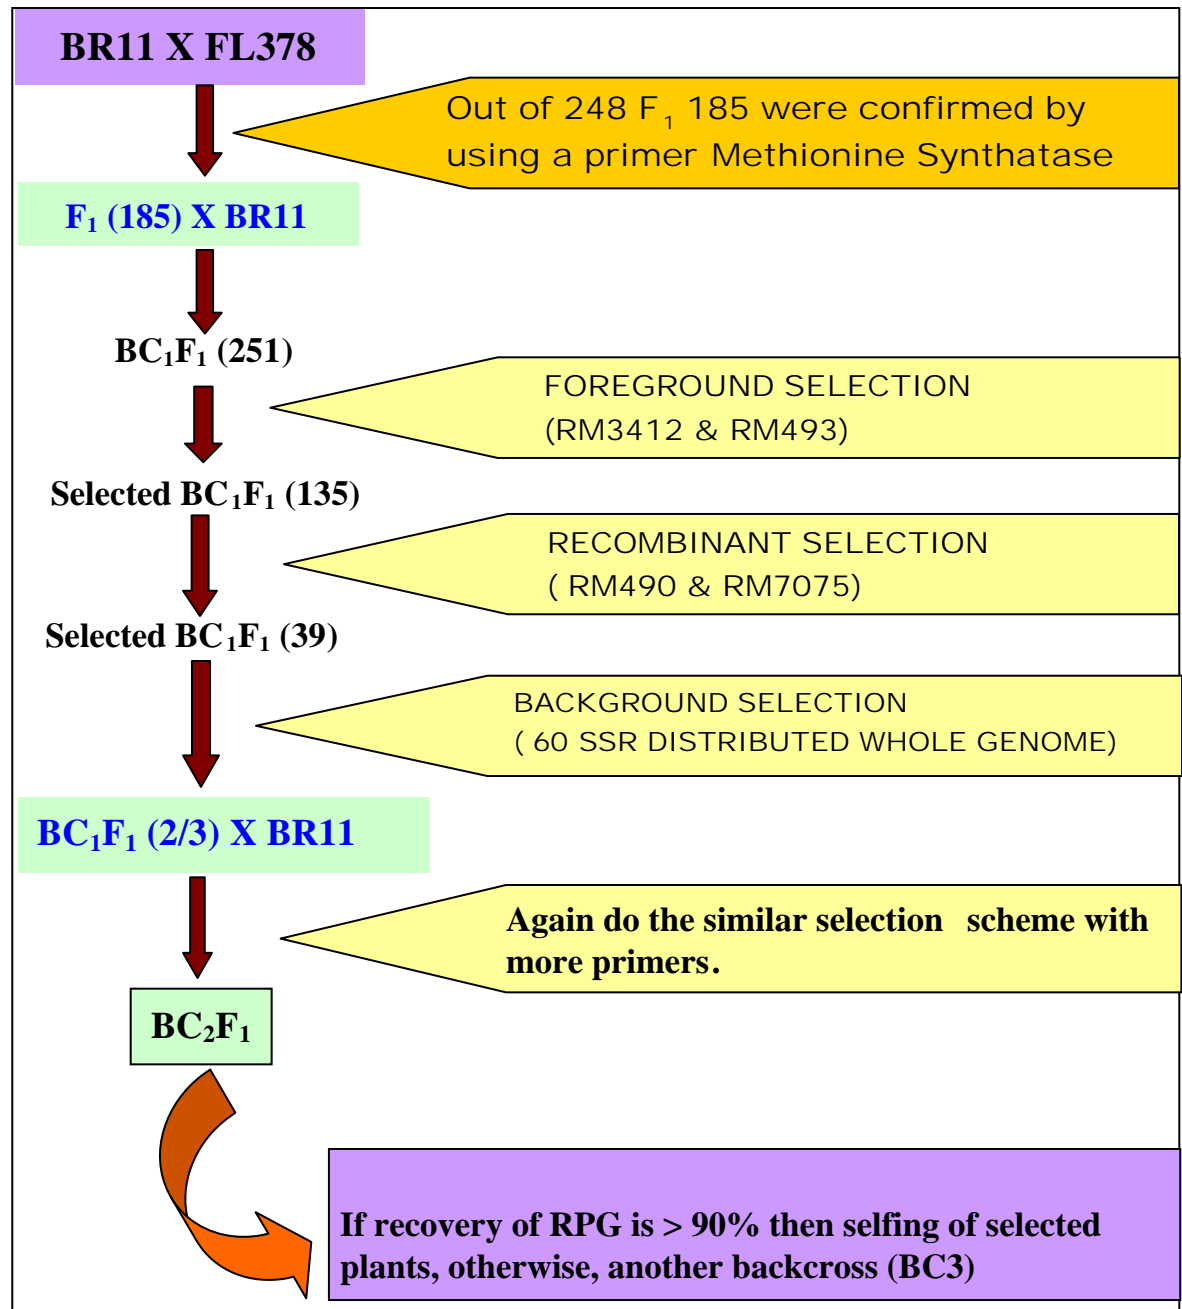 BR11 X FL378
Out of 248 F₁ 185 were confirmed by
using a primer Methionine Synthatase
F₁ (185) X BR11
BC₁F₁ (251)
FOREGROUND SELECTION
(RM3412 & RM493)
Selected BC₁F₁ (135)
RECOMBINANT SELECTION
( RM490 & RM7075)
Selected BC₁F₁ (39)
BACKGROUND SELECTION
( 60 SSR DISTRIBUTED WHOLE GENOME)
BC₁F₁ (2/3) X BR11
Again do the similar selection scheme with
more primers.
BC₂F₁
If recovery of RPG is > 90% then selfing of selected
plants, otherwise, another backcross (BC3)